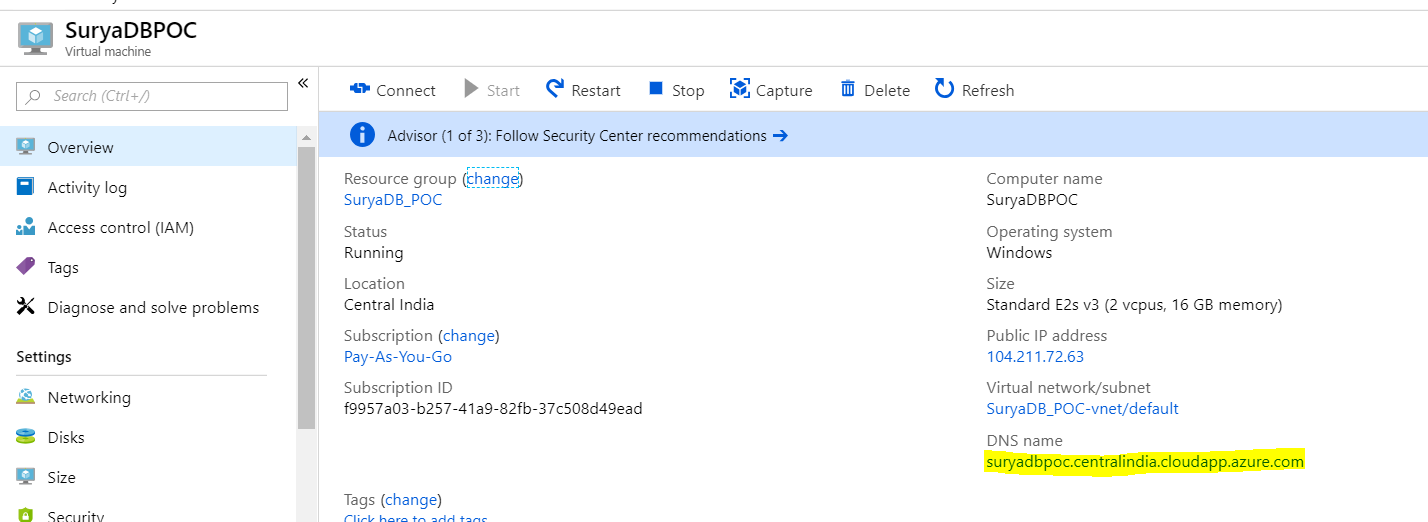 SuryaDBPOC
Virtual machine
Search (Ctrl+/)
«
Overview
Activity log
Access control (IAM)
Tags
Diagnose and solve problems
Settings
Networking
Disks
Size
Security
Connect Start Restart Stop Capture Delete Refresh
Advisor (1 of 3): Follow Security Center recommendations →
Resource group (change)
SuryaDB_POC
Status
Running
Location
Central India
Subscription (change)
Pay-As-You-Go
Subscription ID
f9957a03-b257-41a9-82fb-37c508d49ead
Computer name
SuryaDBPOC
Operating system
Windows
Size
Standard E2s v3 (2 vcpus, 16 GB memory)
Public IP address
104.211.72.63
Virtual network/subnet
SuryaDB_POC-vnet/default
DNS name
suryadbpoc.centralindia.cloudapp.azure.com
Tags (change)
Click here to add tags